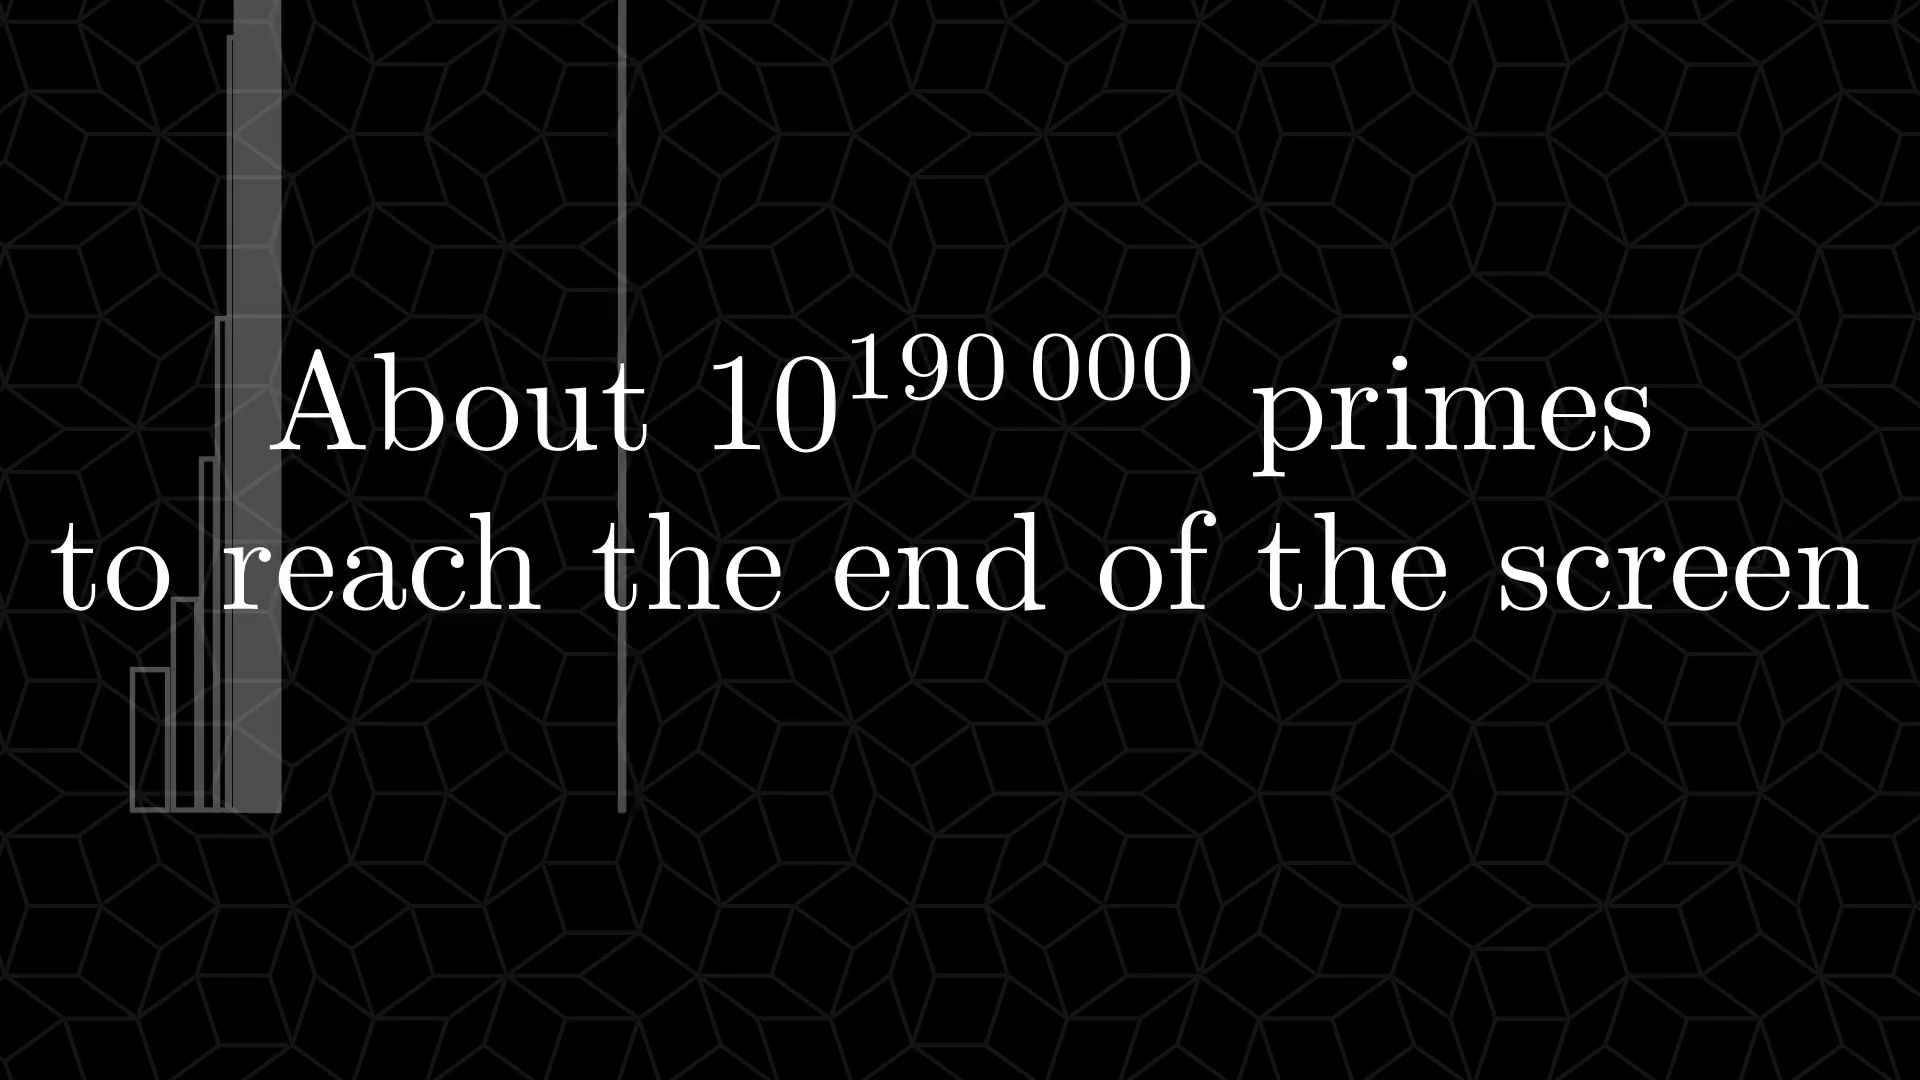 About 10^{190 000} primes
to reach the end of the screen